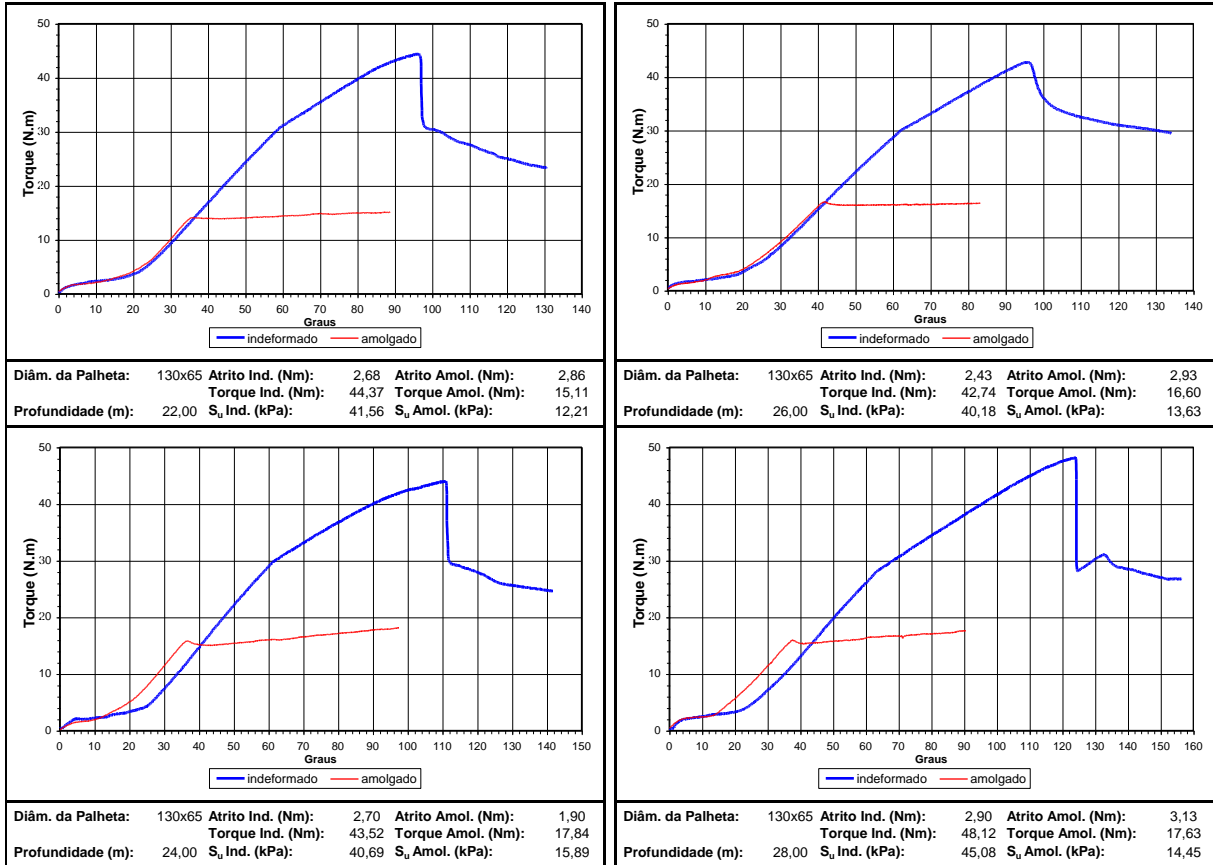 50
40
30
20
10
0
Torque (N.m)
0 10 20 30 40 50 60 70 80 90 100 110 120 130 140
Graus
indeformado amolgado
Diâm. da Palheta: 130x65 Atrito Ind. (Nm): 2,68 Atrito Amol. (Nm): 2,86
Torque Ind. (Nm): 44,37 Torque Amol. (Nm): 15,11
Profundidade (m): 22,00 Su Ind. (kPa): 41,56 Su Amol. (kPa): 12,21
50
40
30
20
10
0
Torque (N.m)
0 10 20 30 40 50 60 70 80 90 100 110 120 130 140
Graus
indeformado amolgado
Diâm. da Palheta: 130x65 Atrito Ind. (Nm): 2,43 Atrito Amol. (Nm): 2,93
Torque Ind. (Nm): 42,74 Torque Amol. (Nm): 16,60
Profundidade (m): 26,00 Su Ind. (kPa): 40,18 Su Amol. (kPa): 13,63
50
40
30
20
10
0
Torque (N.m)
0 10 20 30 40 50 60 70 80 90 100 110 120 130 140 150
Graus
indeformado amolgado
Diâm. da Palheta: 130x65 Atrito Ind. (Nm): 2,70 Atrito Amol. (Nm): 1,90
Torque Ind. (Nm): 43,52 Torque Amol. (Nm): 17,84
Profundidade (m): 24,00 Su Ind. (kPa): 40,69 Su Amol. (kPa): 15,89
50
40
30
20
10
0
Torque (N.m)
0 10 20 30 40 50 60 70 80 90 100 110 120 130 140 150 160
Graus
indeformado amolgado
Diâm. da Palheta: 130x65 Atrito Ind. (Nm): 2,90 Atrito Amol. (Nm): 3,13
Torque Ind. (Nm): 48,12 Torque Amol. (Nm): 17,63
Profundidade (m): 28,00 Su Ind. (kPa): 45,08 Su Amol. (kPa): 14,45